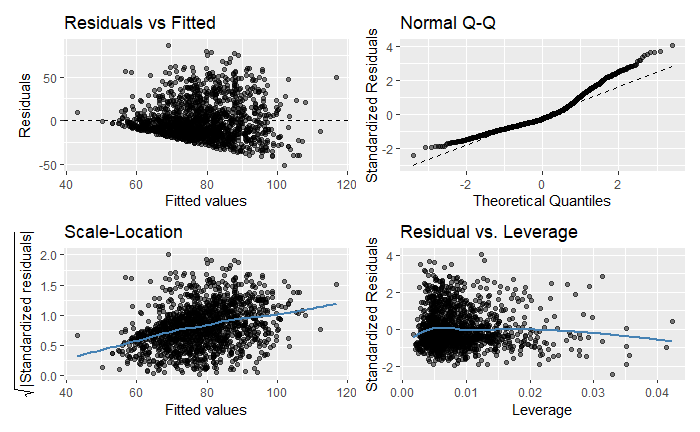 Residuals vs Fitted
Residuals
50
0
-50
40
60
80
100
120
Fitted values
Normal Q-Q
Standardized Residuals
4
2
0
-2
-2
0
2
Theoretical Quantiles
Scale-Location
√|Standardized residuals|
2.0
1.5
1.0
0.5
0.0
40
60
80
100
120
Fitted values
Residual vs. Leverage
Standardized Residuals
4
2
0
-2
0.00
0.01
0.02
0.03
0.04
Leverage